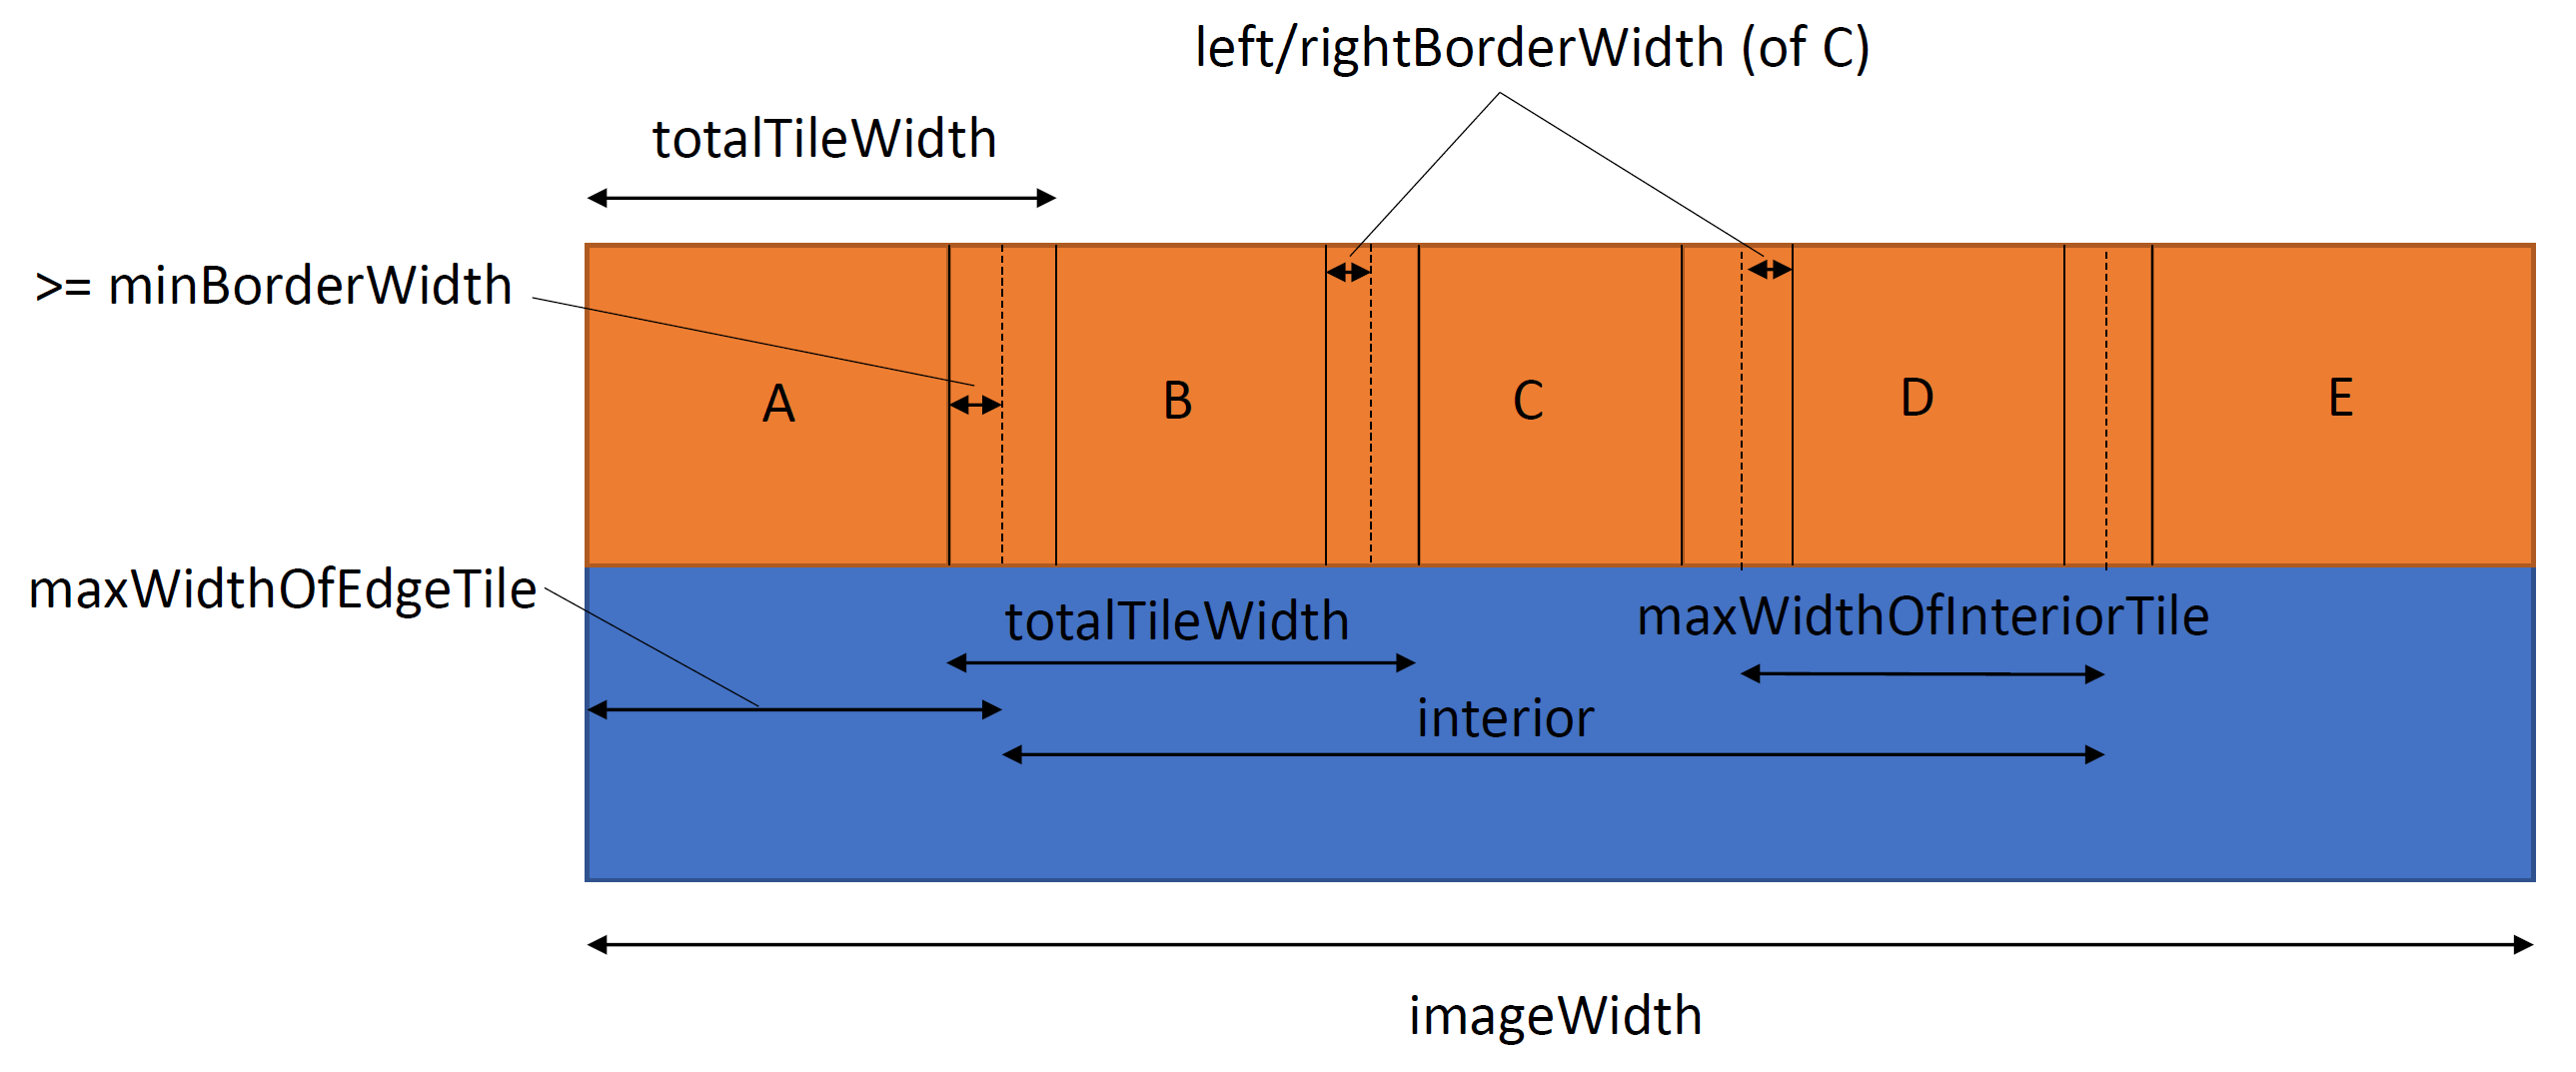 left/rightBorderWidth (of C)
totalTileWidth
>= minBorderWidth
A
B
C
D
E
maxWidthOfEdgeTile
totalTileWidth
maxWidthOfInteriorTile
interior
imageWidth